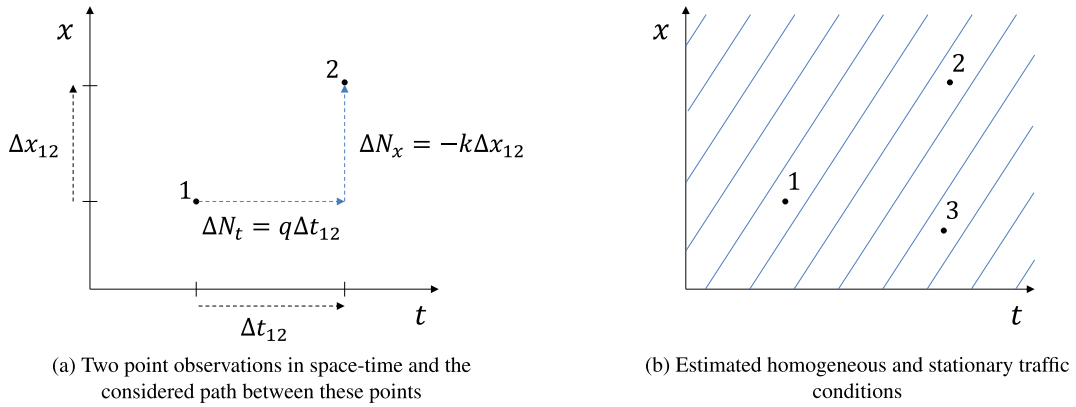 x
2
Δx₁₂
ΔNₓ = −kΔx₁₂
1
ΔNₜ = qΔt₁₂
t
Δt₁₂
(a) Two point observations in space-time and the
considered path between these points
x
2
1
3
t
(b) Estimated homogeneous and stationary traffic
conditions